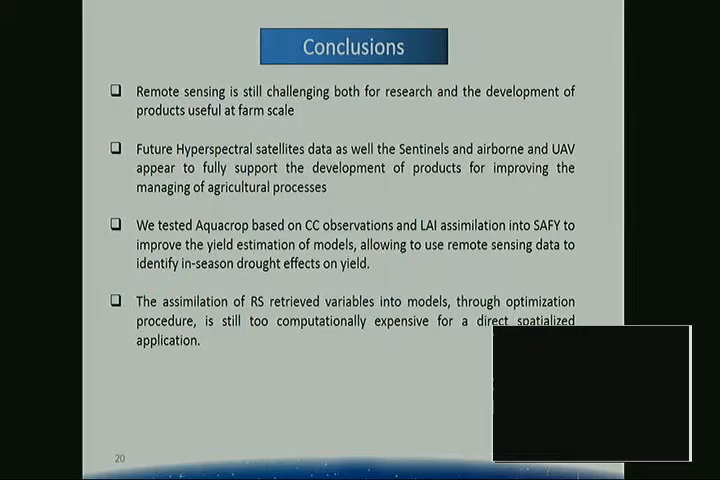 Conclusions
❑ Remote sensing is still challenging both for research and the development of
products useful at farm scale
❑ Future Hyperspectral satellites data as well the Sentinels and airborne and UAV
appear to fully support the development of products for improving the
managing of agricultural processes
❑ We tested Aquacrop based on CC observations and LAI assimilation into SAFY to
improve the yield estimation of models, allowing to use remote sensing data to
identify in-season drought effects on yield.
❑ The assimilation of RS retrieved variables into models, through optimization
procedure, is still too computationally expensive for a direct spatialized
application.
20